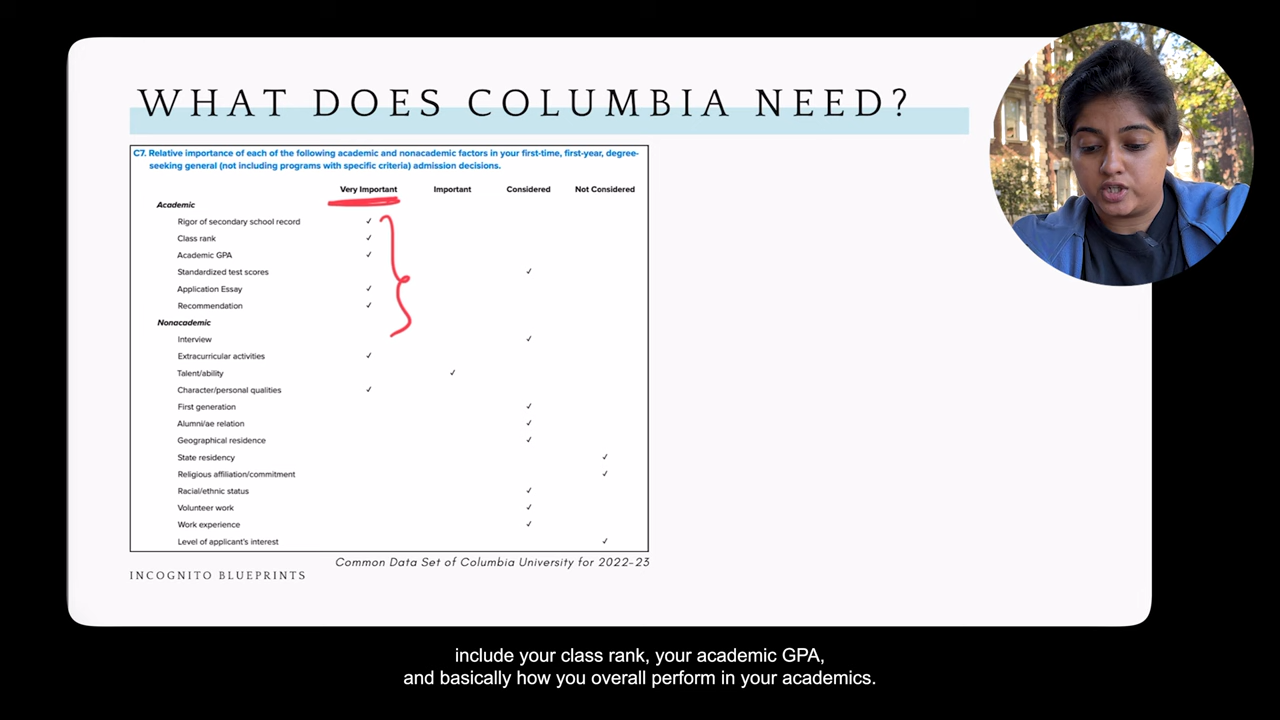 WHAT DOES COLUMBIA NEED?
C7. Relative importance of each of the following academic and nonacademic factors in your first-time, first-year, degree-
seeking general (not including programs with specific criteria) admission decisions.
Very Important Important Considered Not Considered
Academic
Rigor of secondary school record ✓
Class rank ✓
Academic GPA ✓
Standardized test scores ✓
Application Essay ✓
Recommendation ✓
Nonacademic
Interview ✓
Extracurricular activities ✓
Talent/ability ✓
Character/personal qualities ✓
First generation ✓
Alumni/ae relation ✓
Geographical residence ✓
State residency ✓
Religious affiliation/commitment ✓
Racial/ethnic status ✓
Volunteer work ✓
Work experience ✓
Level of applicant's interest ✓
Common Data Set of Columbia University for 2022-23
INCOGNITO BLUEPRINTS
include your class rank, your academic GPA,
and basically how you overall perform in your academics.